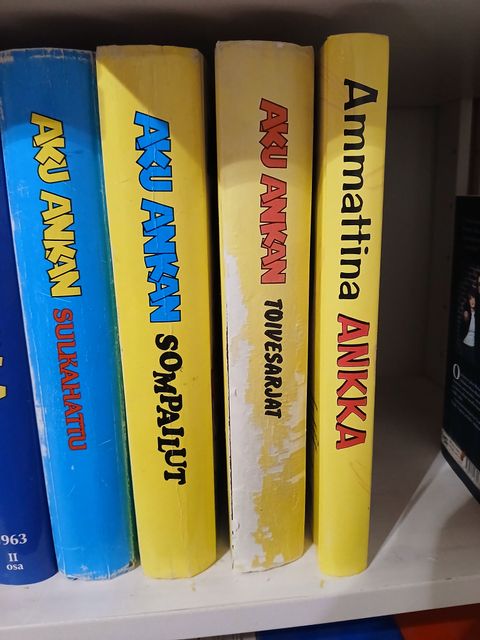 963
II
osa
AKU ANKAN SULKAHATTU
AKU ANKAN SOMPAILUT
AKU ANKAN TOIVESARJAT
Ammattina ANKKA